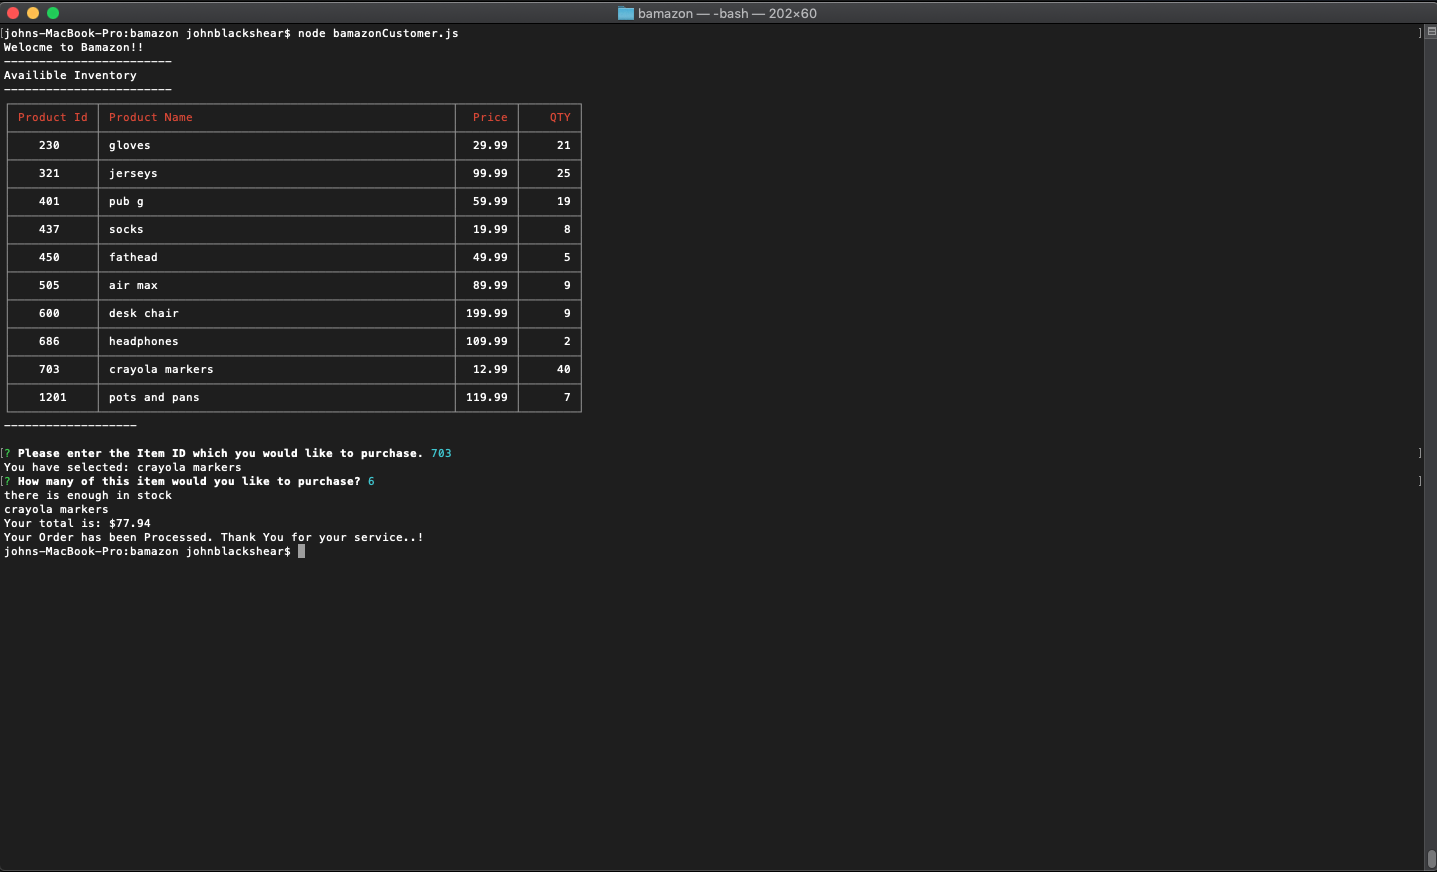 bamazon — -bash — 202×60
[johns-MacBook-Pro:bamazon johnblackshear$ node bamazonCustomer.js ]
Welocme to Bamazon!!
------------------------
Availible Inventory
------------------------
Product Id Product Name Price QTY
230 gloves 29.99 21
321 jerseys 99.99 25
401 pub g 59.99 19
437 socks 19.99 8
450 fathead 49.99 5
505 air max 89.99 9
600 desk chair 199.99 9
686 headphones 109.99 2
703 crayola markers 12.99 40
1201 pots and pans 119.99 7
-------------------
[? Please enter the Item ID which you would like to purchase. 703 ]
You have selected: crayola markers
[? How many of this item would you like to purchase? 6 ]
there is enough in stock
crayola markers
Your total is: $77.94
Your Order has been Processed. Thank You for your service..!
johns-MacBook-Pro:bamazon johnblackshear$